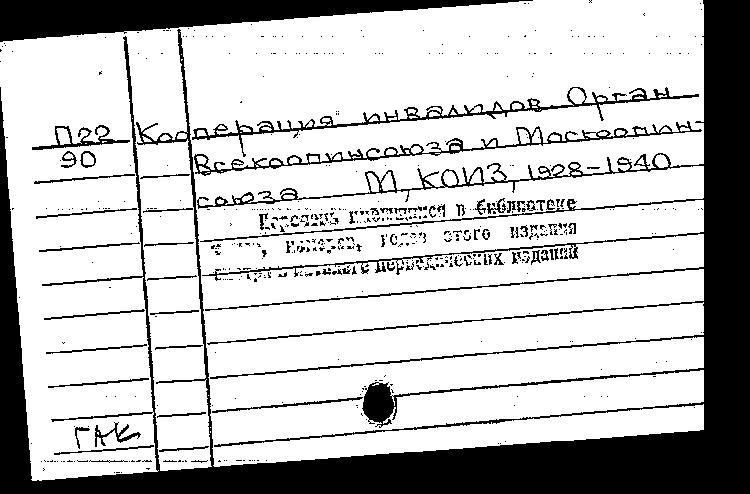 П22 Кооперация инвалидов. Орган
90 Всекоопинсоюза и Москоопин-
союза М, КОИЗ, 1928-1940
Перечень имеющихся в библиотеке
номеров, годов этого издания
смотри в каталоге периодических изданий
ГАК